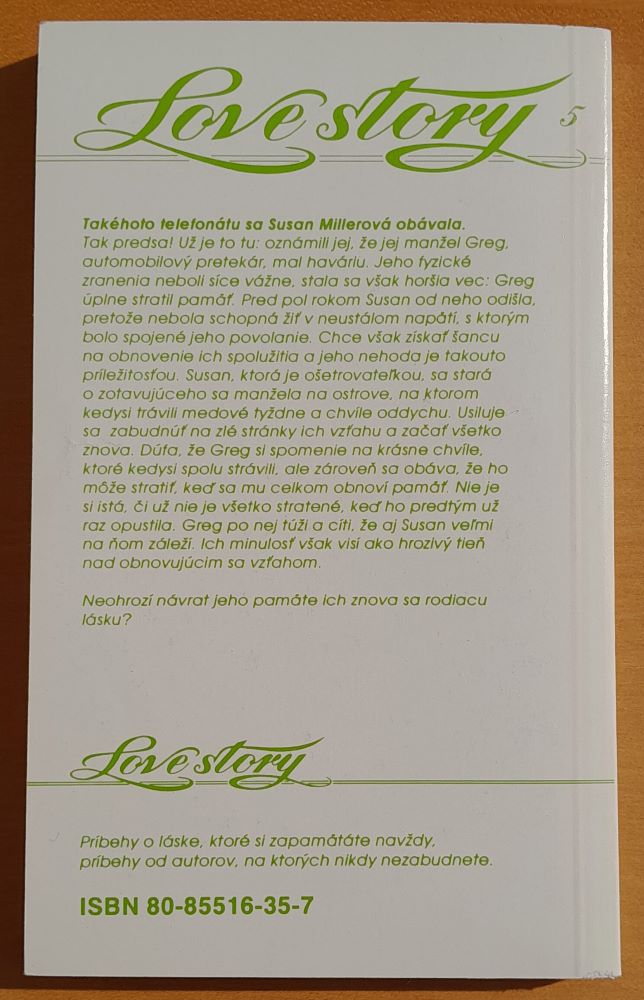 Love story 5
Takéhoto telefonátu sa Susan Millerová obávala.
Tak predsa! Už je to tu: oznámili jej, že jej manžel Greg,
automobilový pretekár, mal haváriu. Jeho fyzické
zranenia neboli síce vážne, stala sa však horšia vec: Greg
úplne stratil pamäť. Pred pol rokom Susan od neho odišla,
pretože nebola schopná žiť v neustálom napätí, s ktorým
bolo spojené jeho povolanie. Chce však získať šancu
na obnovenie ich spolužitia a jeho nehoda je takouto
príležitosťou. Susan, ktorá je ošetrovateľkou, sa stará
o zotavujúceho sa manžela na ostrove, na ktorom
kedysi trávili medové týždne a chvíle oddychu. Usiluje
sa zabudnúť na zlé stránky ich vzťahu a začať všetko
znova. Dúfa, že Greg si spomenie na krásne chvíle,
ktoré kedysi spolu strávili, ale zároveň sa obáva, že ho
môže stratiť, keď sa mu celkom obnoví pamäť. Nie je
si istá, či už nie je všetko stratené, keď ho predtým už
raz opustila. Greg po nej túži a cíti, že aj Susan veľmi
na ňom záleží. Ich minulosť však visí ako hrozivý tieň
nad obnovujúcim sa vzťahom.
Neohrozí návrat jeho pamäte ich znova sa rodiacu
lásku?
Love story
Príbehy o láske, ktoré si zapamätáte navždy,
príbehy od autorov, na ktorých nikdy nezabudnete.
ISBN 80-85516-35-7